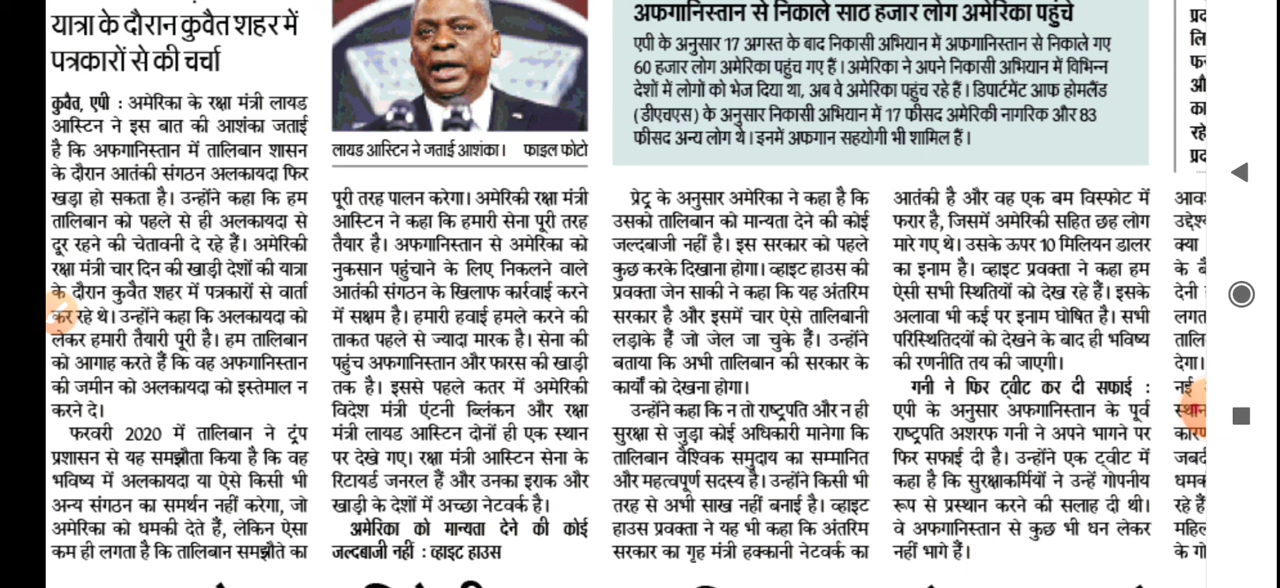 यात्रा के दौरान कुवैत शहर में
पत्रकारों से की चर्चा
कुवैत, एपी : अमेरिका के रक्षा मंत्री लायड
आस्टिन ने इस बात की आशंका जताई
है कि अफगानिस्तान में तालिबान शासन
के दौरान आतंकी संगठन अलकायदा फिर
खड़ा हो सकता है। उन्होंने कहा कि हम
तालिबान को पहले से ही अलकायदा से
दूर रहने की चेतावनी दे रहे हैं। अमेरिकी
रक्षा मंत्री चार दिन की खाड़ी देशों की यात्रा
के दौरान कुवैत शहर में पत्रकारों से वार्ता
कर रहे थे। उन्होंने कहा कि अलकायदा को
लेकर हमारी तैयारी पूरी है। हम तालिबान
को आगाह करते हैं कि वह अफगानिस्तान
की जमीन को अलकायदा को इस्तेमाल न
करने दे।
फरवरी 2020 में तालिबान ने ट्रंप
प्रशासन से यह समझौता किया है कि वह
भविष्य में अलकायदा या ऐसे किसी भी
अन्य संगठन का समर्थन नहीं करेगा, जो
अमेरिका को धमकी देते हैं, लेकिन ऐसा
कम ही लगता है कि तालिबान समझौते का
लायड आस्टिन ने जताई आशंका। फाइल फोटो
पूरी तरह पालन करेगा। अमेरिकी रक्षा मंत्री
आस्टिन ने कहा कि हमारी सेना पूरी तरह
तैयार है। अफगानिस्तान से अमेरिका को
नुकसान पहुंचाने के लिए निकलने वाले
आतंकी संगठन के खिलाफ कार्रवाई करने
में सक्षम है। हमारी हवाई हमले करने की
ताकत पहले से ज्यादा मारक है। सेना की
पहुंच अफगानिस्तान और फारस की खाड़ी
तक है। इससे पहले कतर में अमेरिकी
विदेश मंत्री एंटनी ब्लिंकन और रक्षा
मंत्री लायड आस्टिन दोनों ही एक स्थान
पर देखे गए। रक्षा मंत्री आस्टिन सेना के
रिटायर्ड जनरल हैं और उनका इराक और
खाड़ी के देशों में अच्छा नेटवर्क है।
अमेरिका को मान्यता देने की कोई
जल्दबाजी नहीं : व्हाइट हाउस
अफगानिस्तान से निकाले साठ हजार लोग अमेरिका पहुंचे
एपी के अनुसार 17 अगस्त के बाद निकासी अभियान में अफगानिस्तान से निकाले गए
60 हजार लोग अमेरिका पहुंच गए हैं। अमेरिका ने अपने निकासी अभियान में विभिन्न
देशों में लोगों को भेज दिया था, अब वे अमेरिका पहुंच रहे हैं। डिपार्टमेंट आफ होमलैंड
(डीएचएस) के अनुसार निकासी अभियान में 17 फीसद अमेरिकी नागरिक और 83
फीसद अन्य लोग थे। इनमें अफगान सहयोगी भी शामिल हैं।
प्रेट्र के अनुसार अमेरिका ने कहा है कि
उसको तालिबान को मान्यता देने की कोई
जल्दबाजी नहीं है। इस सरकार को पहले
कुछ करके दिखाना होगा। व्हाइट हाउस की
प्रवक्ता जेन साकी ने कहा कि यह अंतरिम
सरकार है और इसमें चार ऐसे तालिबानी
लड़ाके हैं जो जेल जा चुके हैं। उन्होंने
बताया कि अभी तालिबान की सरकार के
कार्यों को देखना होगा।
उन्होंने कहा कि न तो राष्ट्रपति और न ही
सुरक्षा से जुड़ा कोई अधिकारी मानेगा कि
तालिबान वैश्विक समुदाय का सम्मानित
और महत्वपूर्ण सदस्य है। उन्होंने किसी भी
तरह से अभी साख नहीं बनाई है। व्हाइट
हाउस प्रवक्ता ने यह भी कहा कि अंतरिम
सरकार का गृह मंत्री हक्कानी नेटवर्क का
आतंकी है और वह एक बम विस्फोट में
फरार है, जिसमें अमेरिकी सहित छह लोग
मारे गए थे। उसके ऊपर 10 मिलियन डालर
का इनाम है। व्हाइट प्रवक्ता ने कहा हम
ऐसी सभी स्थितियों को देख रहे हैं। इसके
अलावा भी कई पर इनाम घोषित है। सभी
परिस्थितिदयों को देखने के बाद ही भविष्य
की रणनीति तय की जाएगी।
गनी ने फिर ट्वीट कर दी सफाई :
एपी के अनुसार अफगानिस्तान के पूर्व
राष्ट्रपति अशरफ गनी ने अपने भागने पर
फिर सफाई दी है। उन्होंने एक ट्वीट में
कहा है कि सुरक्षाकर्मियों ने उन्हें गोपनीय
रूप से प्रस्थान करने की सलाह दी थी।
वे अफगानिस्तान से कुछ भी धन लेकर
नहीं भागे हैं।
प्रद
लि
फर
औ
का
रहे
प्रद
आव
उद्देश
क्या
के बै
देनी
लगत
तालि
देगा।
नई
स्थान
कारण
जबर्द
धमक
रहे हैं
महिल
के गो